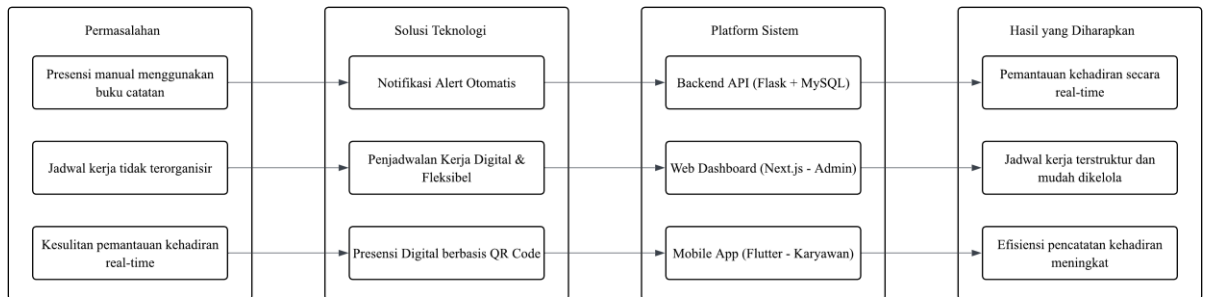 Permasalahan
Presensi manual menggunakan
buku catatan
Jadwal kerja tidak terorganisir
Kesulitan pemantauan kehadiran
real-time
Solusi Teknologi
Notifikasi Alert Otomatis
Penjadwalan Kerja Digital &
Fleksibel
Presensi Digital berbasis QR Code
Platform Sistem
Backend API (Flask + MySQL)
Web Dashboard (Next.js - Admin)
Mobile App (Flutter - Karyawan)
Hasil yang Diharapkan
Pemantauan kehadiran secara
real-time
Jadwal kerja terstruktur dan
mudah dikelola
Efisiensi pencatatan kehadiran
meningkat